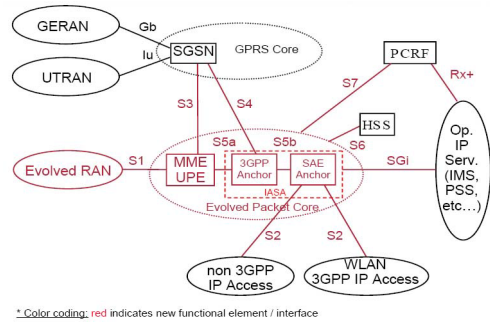 GERAN
Gb
SGSN
GPRS Core
Iu
UTRAN
PCRF
Rx+
S7
S3
S4
HSS
S6
Op.
IP
Serv.
(IMS,
PSS,
etc…)
Evolved RAN
S1
MME
UPE
S5a
3GPP
Anchor
S5b
SAE
Anchor
IASA
SGi
Evolved Packet Core
S2
S2
non 3GPP
IP Access
WLAN
3GPP IP Access
* Color coding: red indicates new functional element / interface